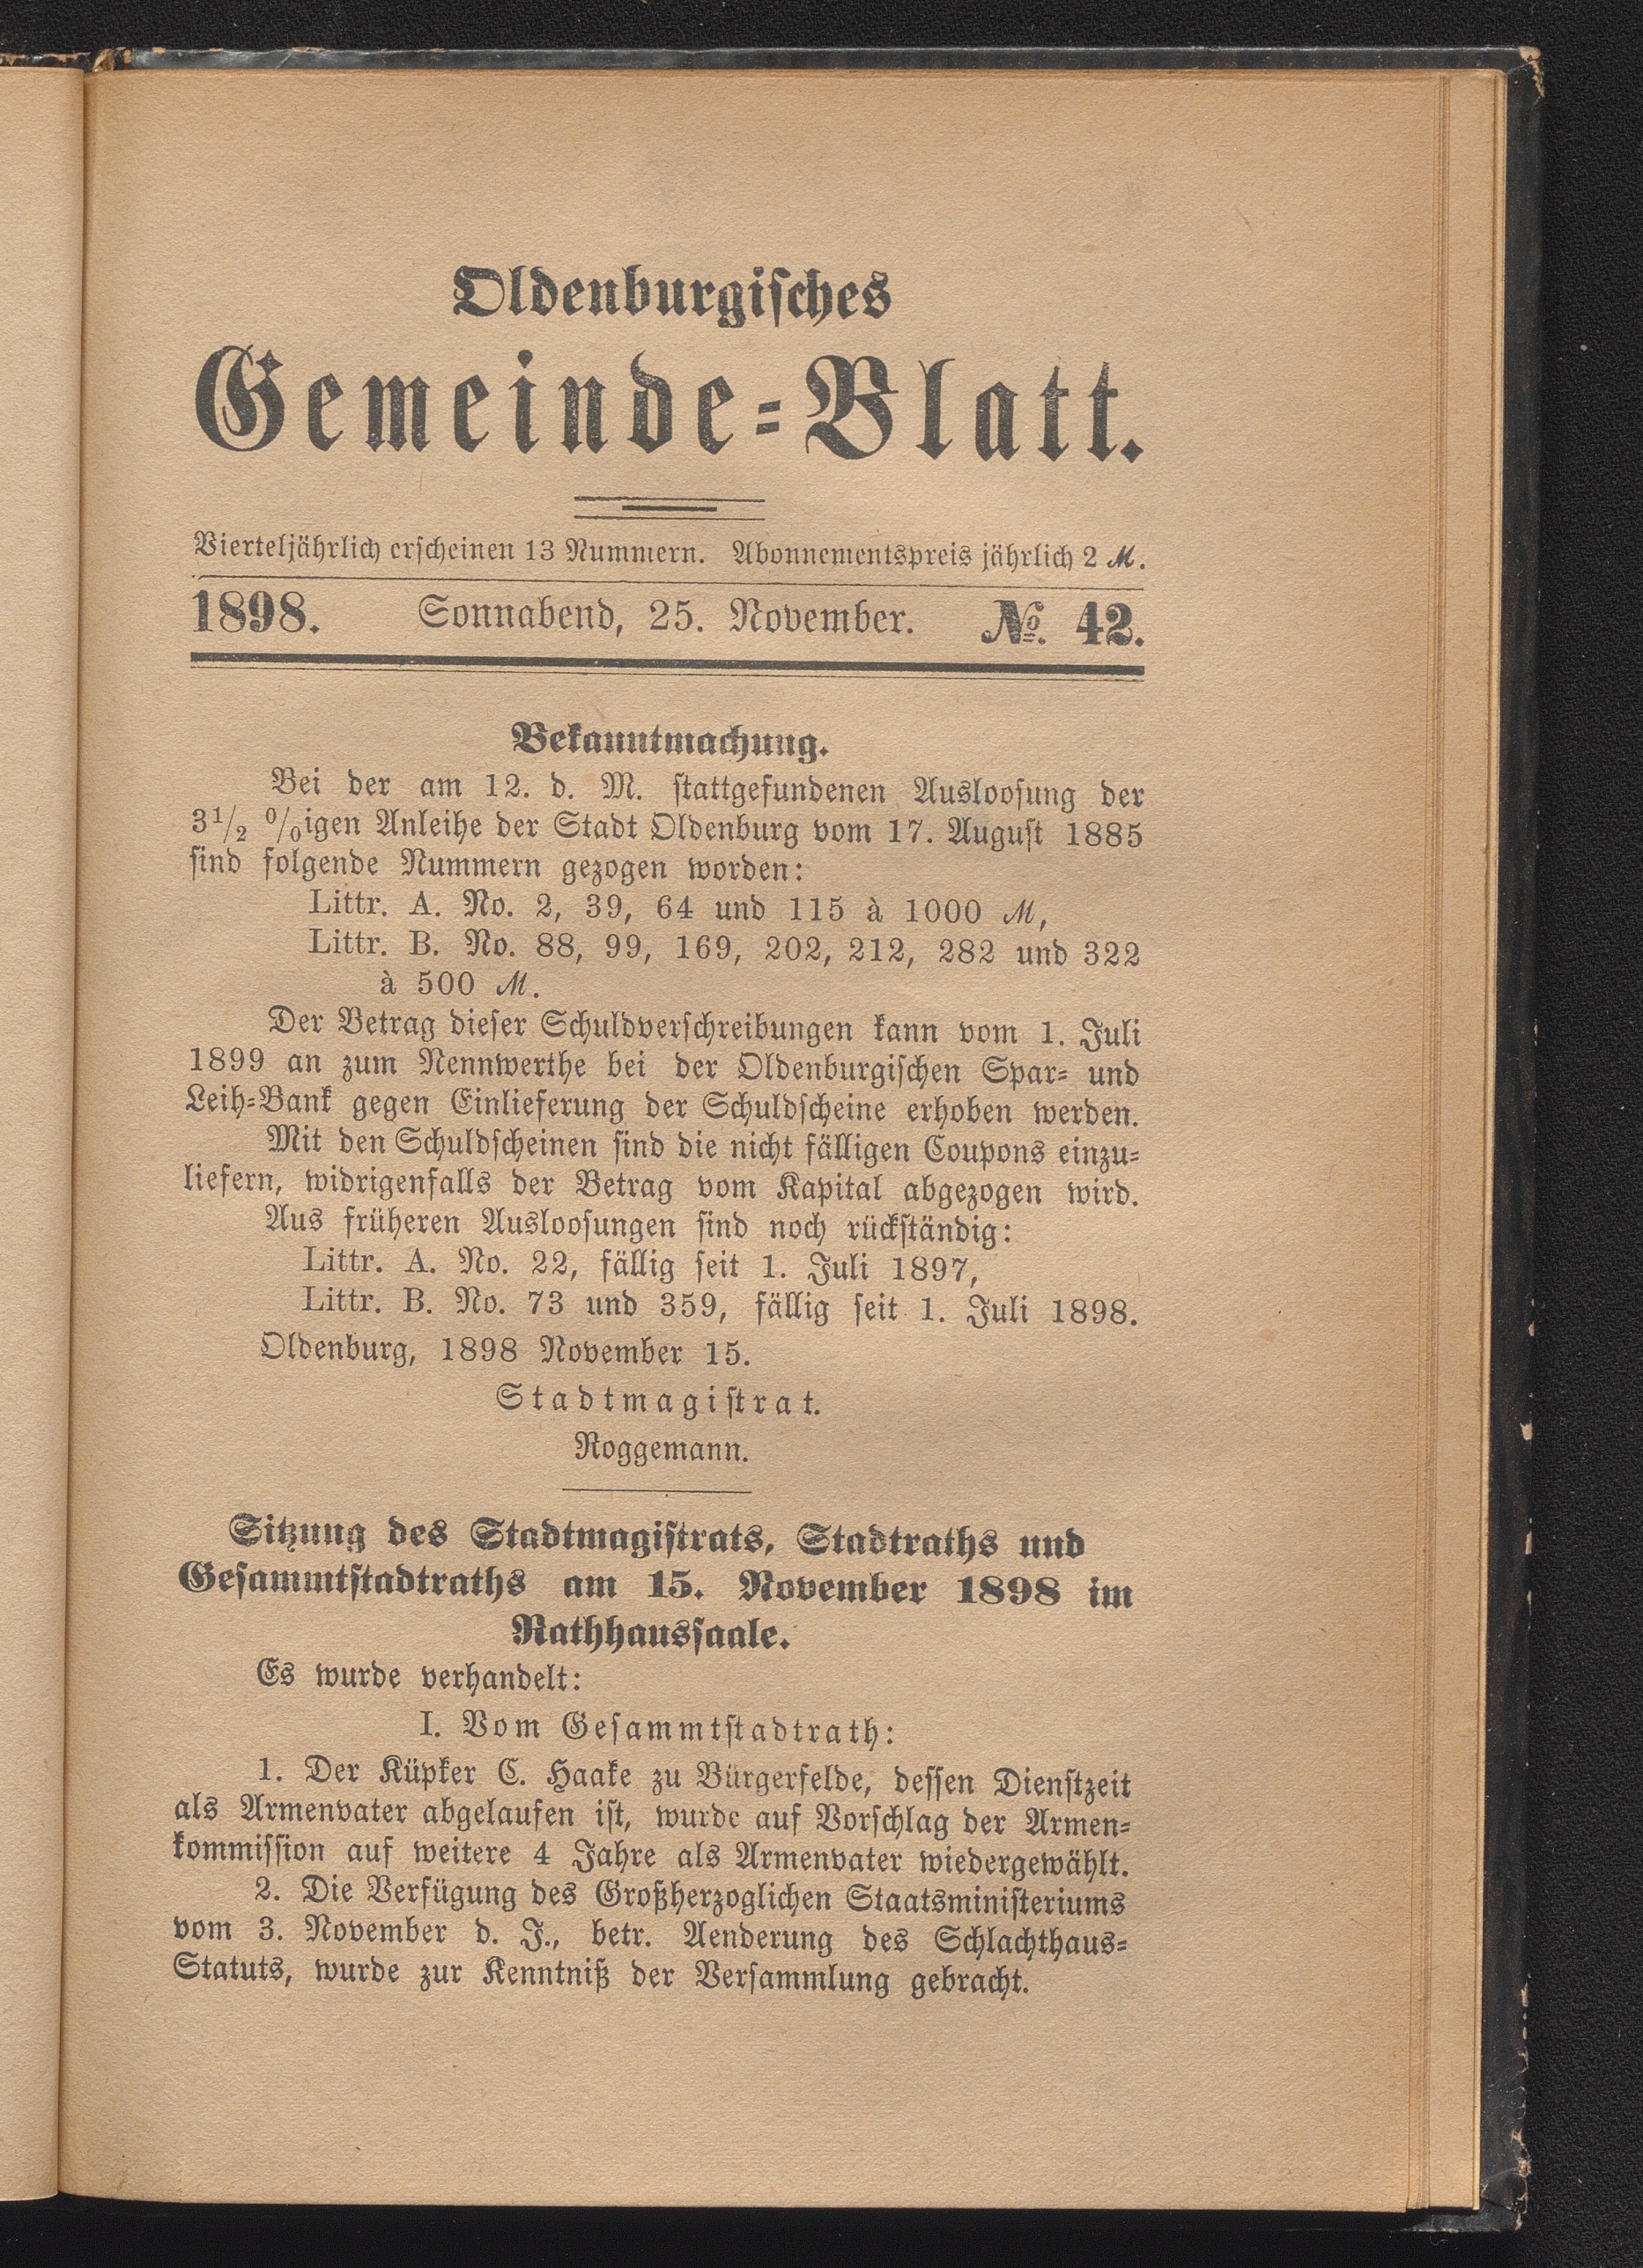 Oldenburgisches
Gemeinde-Blatt.
Vierteljährlich erscheinen 13 Nummern. Abonnementspreis jährlich 2 ℳ.
1898. Sonnabend, 25. November. №. 42.
Bekanntmachung.
Bei der am 12. d. M. stattgefundenen Ausloosung der
3½ %igen Anleihe der Stadt Oldenburg vom 17. August 1885
sind folgende Nummern gezogen worden:
Littr. A. No. 2, 39, 64 und 115 à 1000 ℳ,
Littr. B. No. 88, 99, 169, 202, 212, 282 und 322
à 500 ℳ.
Der Betrag dieser Schuldverschreibungen kann vom 1. Juli
1899 an zum Nennwerthe bei der Oldenburgischen Spar- und
Leih-Bank gegen Einlieferung der Schuldscheine erhoben werden.
Mit den Schuldscheinen sind die nicht fälligen Coupons einzu-
liefern, widrigenfalls der Betrag vom Kapital abgezogen wird.
Aus früheren Ausloosungen sind noch rückständig:
Littr. A. No. 22, fällig seit 1. Juli 1897,
Littr. B. No. 73 und 359, fällig seit 1. Juli 1898.
Oldenburg, 1898 November 15.
Stadtmagistrat.
Roggemann.
Sitzung des Stadtmagistrats, Stadtraths und
Gesammtstadtraths am 15. November 1898 im
Rathhaussaale.
Es wurde verhandelt:
I. Vom Gesammtstadtrath:
1. Der Küpker C. Haake zu Bürgerfelde, dessen Dienstzeit
als Armenvater abgelaufen ist, wurde auf Vorschlag der Armen-
kommission auf weitere 4 Jahre als Armenvater wiedergewählt.
2. Die Verfügung des Großherzoglichen Staatsministeriums
vom 3. November d. J., betr. Aenderung des Schlachthaus-
Statuts, wurde zur Kenntniß der Versammlung gebracht.